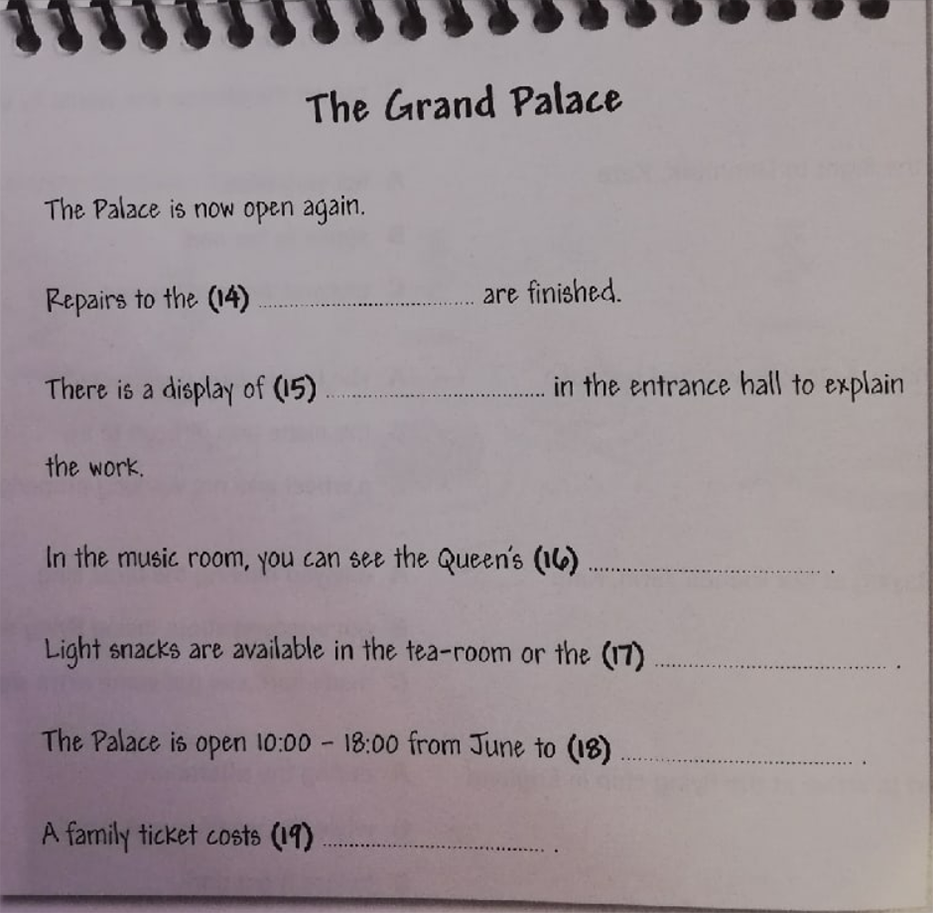 The Grand Palace
The Palace is now open again.
Repairs to the (14) .............................. are finished.
There is a display of (15) .............................. in the entrance hall to explain
the work.
In the music room, you can see the Queen's (16) .............................. .
Light snacks are available in the tea-room or the (17) .............................. .
The Palace is open 10:00 - 18:00 from June to (18) .............................. .
A family ticket costs (19) .............................. .